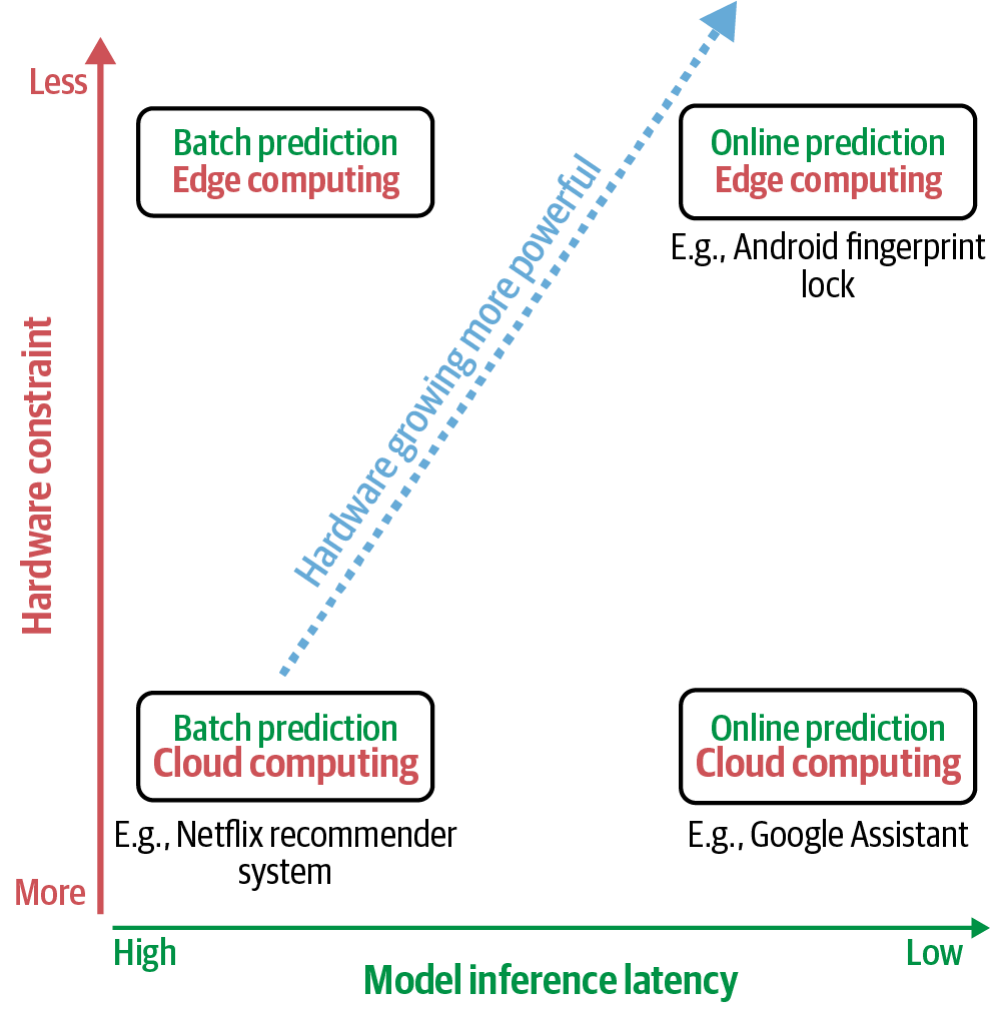 Less
Batch prediction
Edge computing
Online prediction
Edge computing
E.g., Android fingerprint
lock
Hardware growing more powerful
Hardware constraint
Batch prediction
Cloud computing
E.g., Netflix recommender
system
Online prediction
Cloud computing
E.g., Google Assistant
More
High
Low
Model inference latency